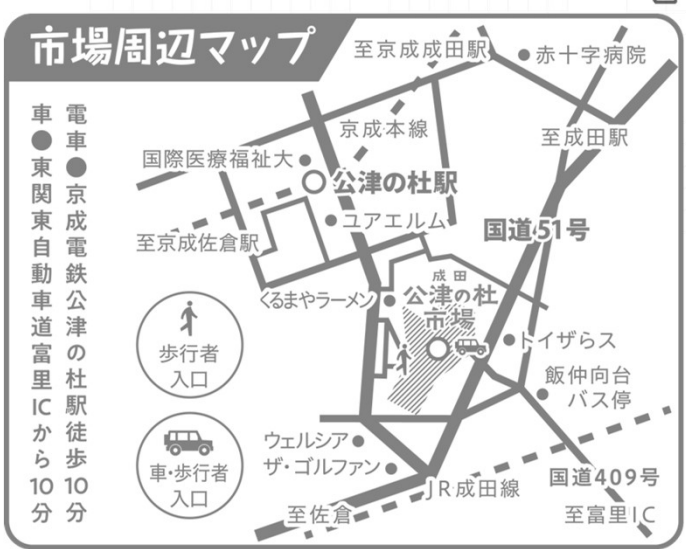 市場周辺マップ
電車●京成電鉄公津の杜駅徒歩10分
車●東関東自動車道富里ICから10分
至京成成田駅
赤十字病院
京成本線
至成田駅
国際医療福祉大
公津の杜駅
ユアエルム
国道51号
至京成佐倉駅
成田
公津の杜
市場
くるまやラーメン
トイザらス
歩行者
入口
飯仲向台
バス停
ウェルシア
ザ・ゴルファン
車・歩行者
入口
JR成田線
国道409号
至佐倉
至富里IC